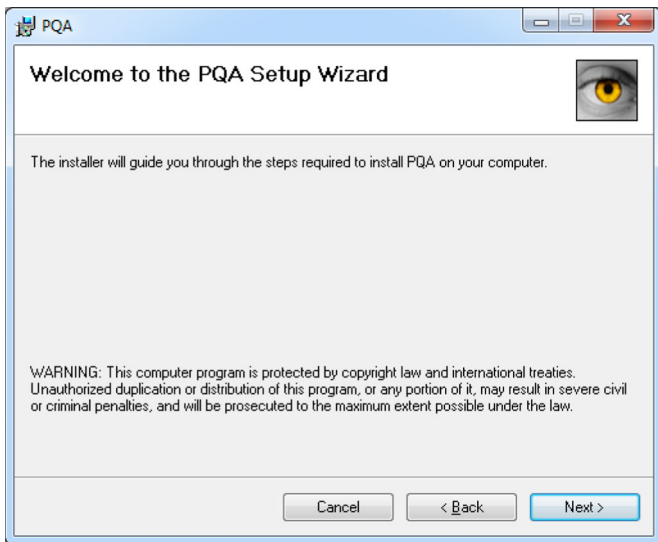 PQA
Welcome to the PQA Setup Wizard
The installer will guide you through the steps required to install PQA on your computer.
WARNING: This computer program is protected by copyright law and international treaties.
Unauthorized duplication or distribution of this program, or any portion of it, may result in severe civil
or criminal penalties, and will be prosecuted to the maximum extent possible under the law.
Cancel
< Back
Next >